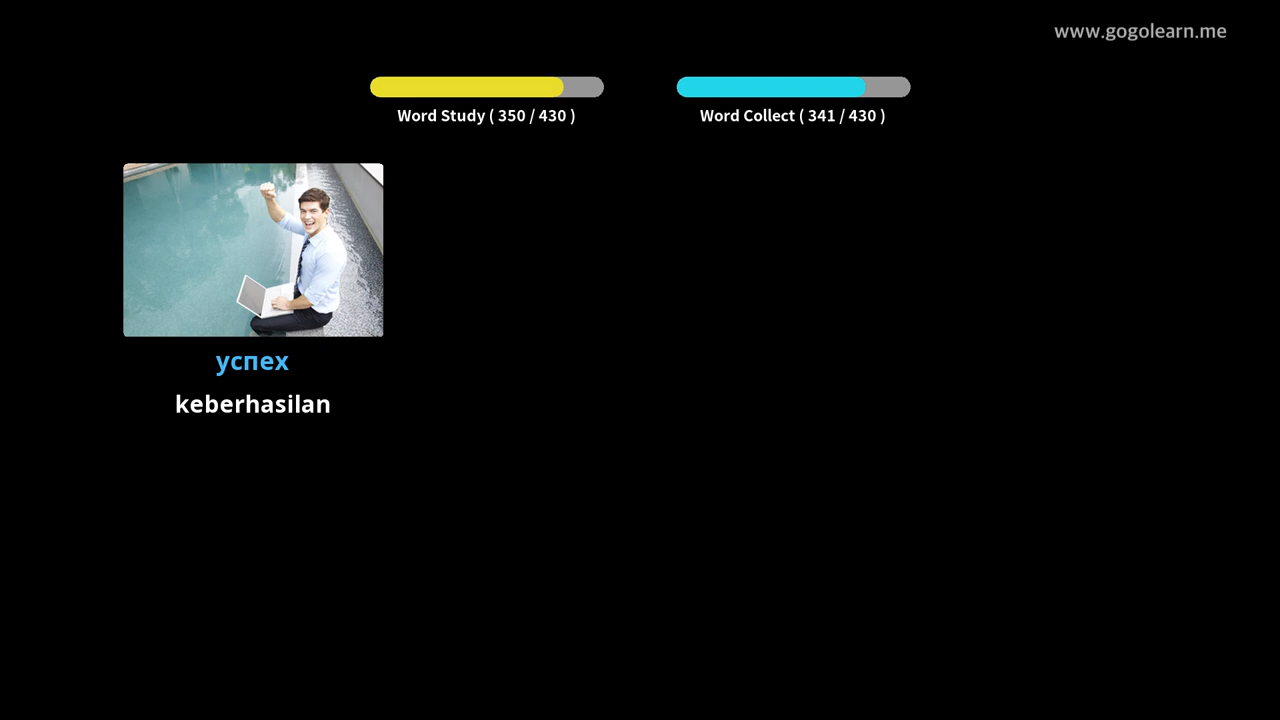 www.gogolearn.me
Word Study ( 350 / 430 )
Word Collect ( 341 / 430 )
успех
keberhasilan